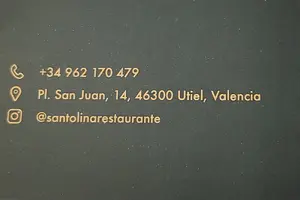 +34 962 170 479
Pl. San Juan, 14, 46300 Utiel, Valencia
@santolinarestaurante